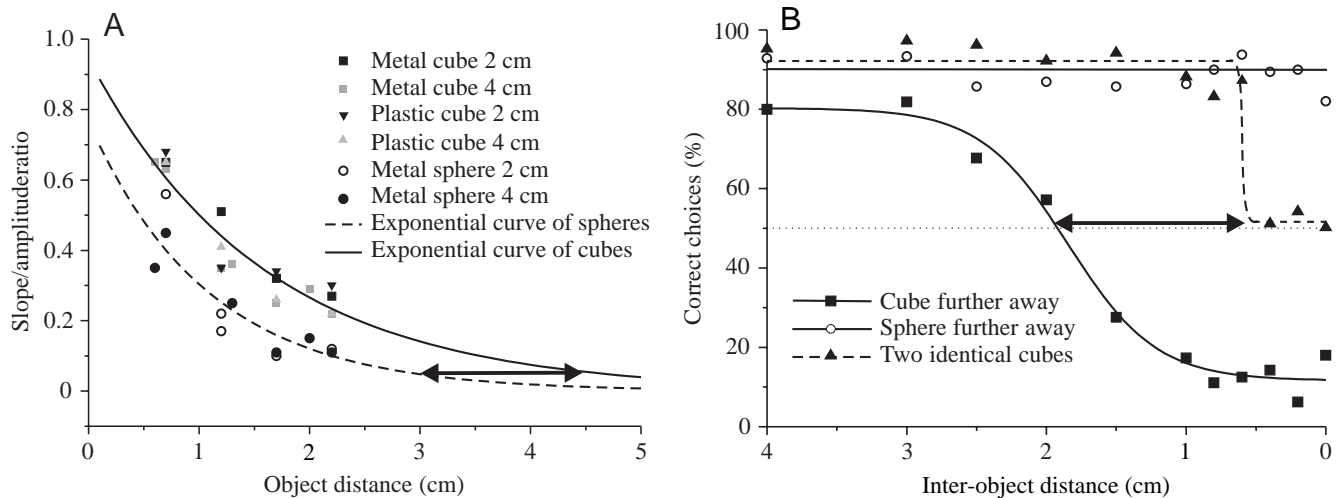 A
1.0
0.8
0.6
0.4
0.2
0
Slope/amplituderatio
Metal cube 2 cm
Metal cube 4 cm
Plastic cube 2 cm
Plastic cube 4 cm
Metal sphere 2 cm
Metal sphere 4 cm
Exponential curve of spheres
Exponential curve of cubes
0 1 2 3 4 5
Object distance (cm)
B
100
80
60
40
20
0
Correct choices (%)
Cube further away
Sphere further away
Two identical cubes
4 3 2 1 0
Inter-object distance (cm)